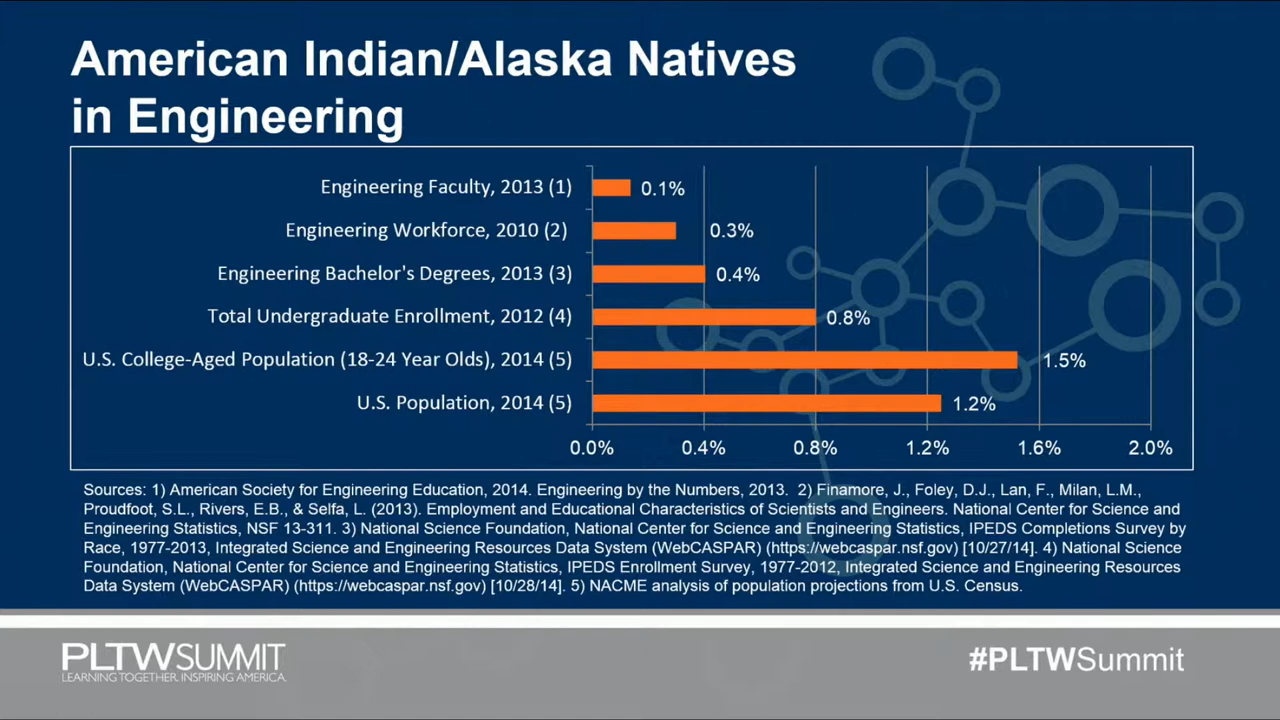 American Indian/Alaska Natives
in Engineering
Engineering Faculty, 2013 (1) 0.1%
Engineering Workforce, 2010 (2) 0.3%
Engineering Bachelor's Degrees, 2013 (3) 0.4%
Total Undergraduate Enrollment, 2012 (4) 0.8%
U.S. College-Aged Population (18-24 Year Olds), 2014 (5) 1.5%
U.S. Population, 2014 (5) 1.2%
0.0% 0.4% 0.8% 1.2% 1.6% 2.0%
Sources: 1) American Society for Engineering Education, 2014. Engineering by the Numbers, 2013. 2) Finamore, J., Foley, D.J., Lan, F., Milan, L.M.,
Proudfoot, S.L., Rivers, E.B., & Selfa, L. (2013). Employment and Educational Characteristics of Scientists and Engineers. National Center for Science and
Engineering Statistics, NSF 13-311. 3) National Science Foundation, National Center for Science and Engineering Statistics, IPEDS Completions Survey by
Race, 1977-2013, Integrated Science and Engineering Resources Data System (WebCASPAR) (https://webcaspar.nsf.gov) [10/27/14]. 4) National Science
Foundation, National Center for Science and Engineering Statistics, IPEDS Enrollment Survey, 1977-2012, Integrated Science and Engineering Resources
Data System (WebCASPAR) (https://webcaspar.nsf.gov) [10/28/14]. 5) NACME analysis of population projections from U.S. Census.
PLTWSUMMIT
LEARNING TOGETHER. INSPIRING AMERICA.
#PLTWSummit